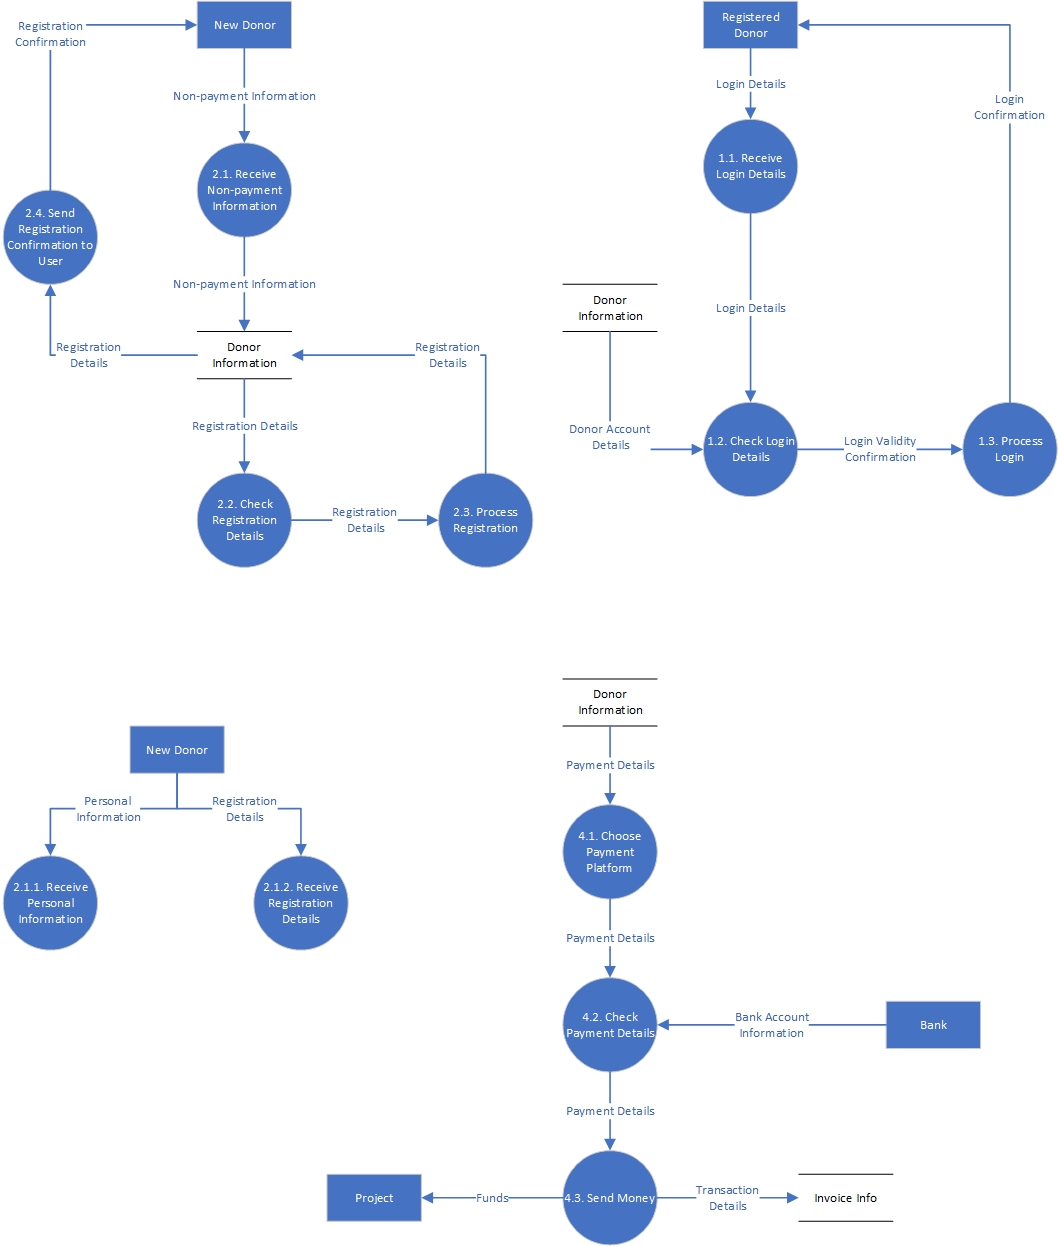 Registration
Confirmation
New Donor
Non-payment Information
2.1. Receive
Non-payment
Information
2.4. Send
Registration
Confirmation to
User
Non-payment Information
Registration
Details
Donor
Information
Registration
Details
Registration Details
2.2. Check
Registration
Details
Registration
Details
2.3. Process
Registration
Registered
Donor
Login Details
Login
Confirmation
1.1. Receive
Login Details
Donor
Information
Login Details
Donor Account
Details
1.2. Check Login
Details
Login Validity
Confirmation
1.3. Process
Login
New Donor
Personal
Information
Registration
Details
2.1.1. Receive
Personal
Information
2.1.2. Receive
Registration
Details
Donor
Information
Payment Details
4.1. Choose
Payment
Platform
Payment Details
4.2. Check
Payment Details
Bank Account
Information
Bank
Payment Details
Project
Funds
4.3. Send Money
Transaction
Details
Invoice Info